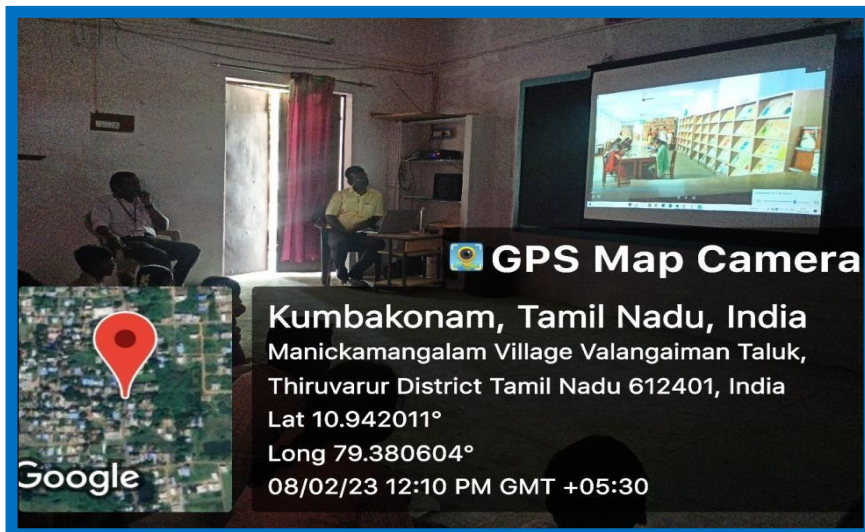 GPS Map Camera
Kumbakonam, Tamil Nadu, India
Manickamangalam Village Valangaiman Taluk,
Thiruvarur District Tamil Nadu 612401, India
Lat 10.942011°
Long 79.380604°
08/02/23 12:10 PM GMT +05:30
Google